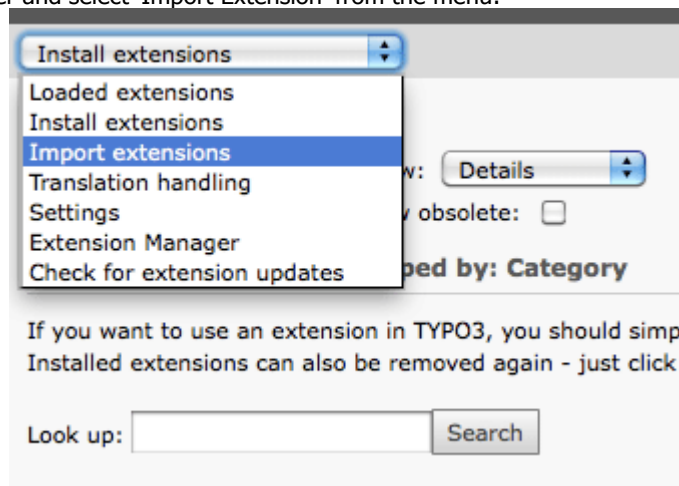 and select 'Import Extension' from the menu.
Install extensions
Loaded extensions
Install extensions
Import extensions
Translation handling
Settings
Extension Manager
Check for extension updates
w: Details
obsolete:
ped by: Category
If you want to use an extension in TYPO3, you should simp
Installed extensions can also be removed again - just click
Look up:
Search